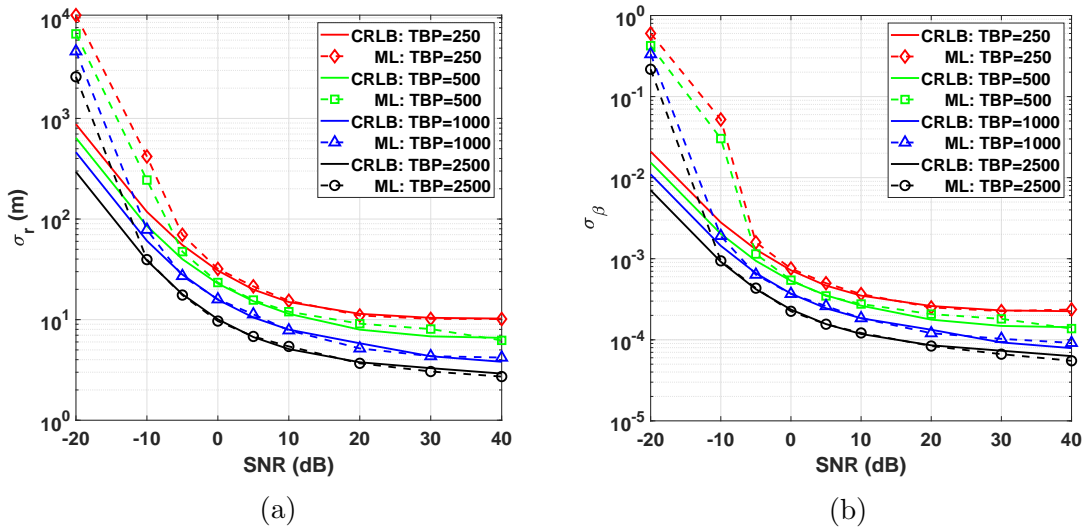 10^4
10^3
10^2
10^1
10^0
σ_r (m)
-20 -10 0 10 20 30 40
SNR (dB)
CRLB: TBP=250
ML: TBP=250
CRLB: TBP=500
ML: TBP=500
CRLB: TBP=1000
ML: TBP=1000
CRLB: TBP=2500
ML: TBP=2500
(a)
10^0
10^-1
10^-2
10^-3
10^-4
10^-5
σ_β
-20 -10 0 10 20 30 40
SNR (dB)
CRLB: TBP=250
ML: TBP=250
CRLB: TBP=500
ML: TBP=500
CRLB: TBP=1000
ML: TBP=1000
CRLB: TBP=2500
ML: TBP=2500
(b)